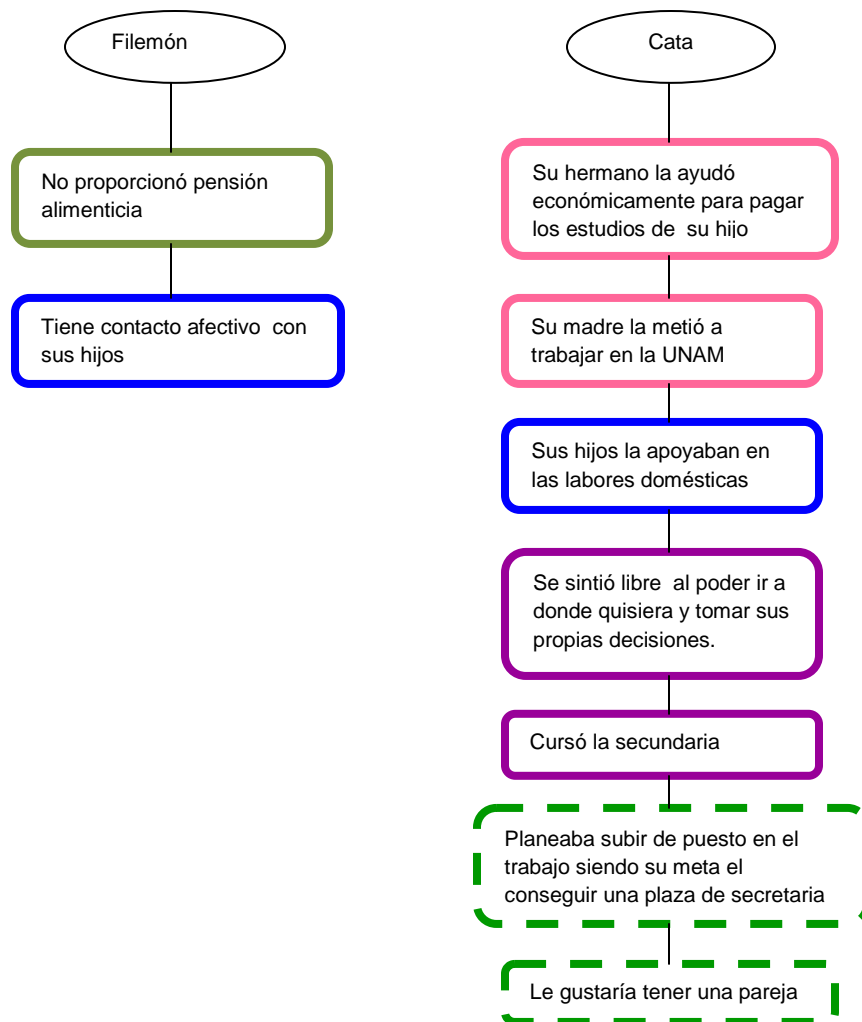 Filemón
No proporcionó pensión
alimenticia
Tiene contacto afectivo con
sus hijos
Cata
Su hermano la ayudó
económicamente para pagar
los estudios de su hijo
Su madre la metió a
trabajar en la UNAM
Sus hijos la apoyaban en
las labores domésticas
Se sintió libre al poder ir a
donde quisiera y tomar sus
propias decisiones.
Cursó la secundaria
Planeaba subir de puesto en el
trabajo siendo su meta el
conseguir una plaza de secretaria
Le gustaría tener una pareja